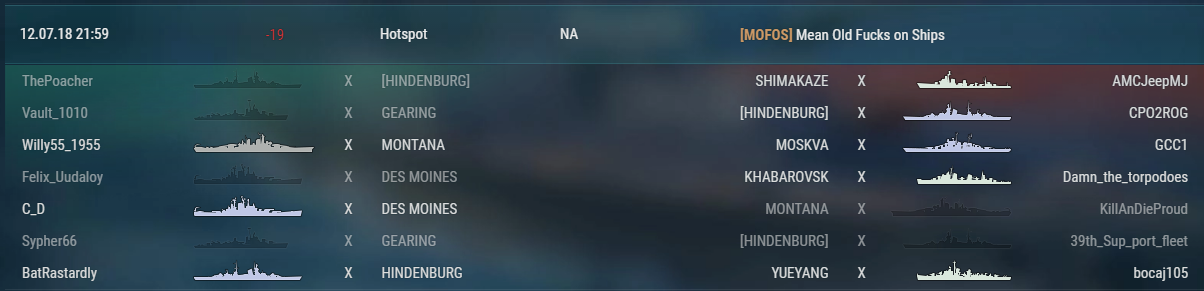 12.07.18 21:59 -19 Hotspot NA [MOFOS] Mean Old Fucks on Ships
ThePoacher X [HINDENBURG] SHIMAKAZE X AMCJeepMJ
Vault_1010 X GEARING [HINDENBURG] X CPO2ROG
Willy55_1955 X MONTANA MOSKVA X GCC1
Felix_Uudaloy X DES MOINES KHABAROVSK X Damn_the_torpodoes
C_D X DES MOINES MONTANA X KillAnDieProud
Sypher66 X GEARING [HINDENBURG] X 39th_Sup_port_fleet
BatRastardly X HINDENBURG YUEYANG X bocaj105